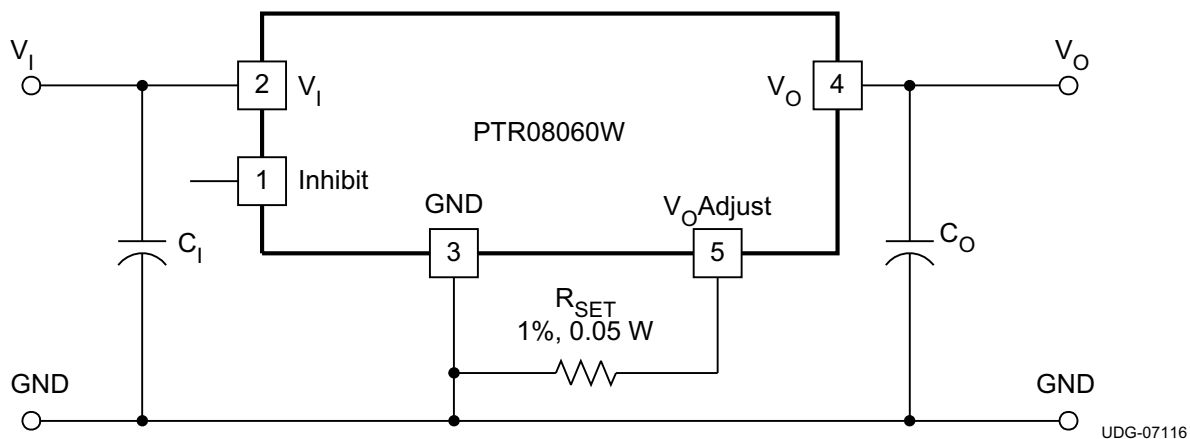 V_I
V_O
2
V_I
V_O
4
PTR08060W
1
Inhibit
GND
V_O Adjust
C_I
3
5
C_O
R_SET
1%, 0.05 W
GND
GND
UDG-07116